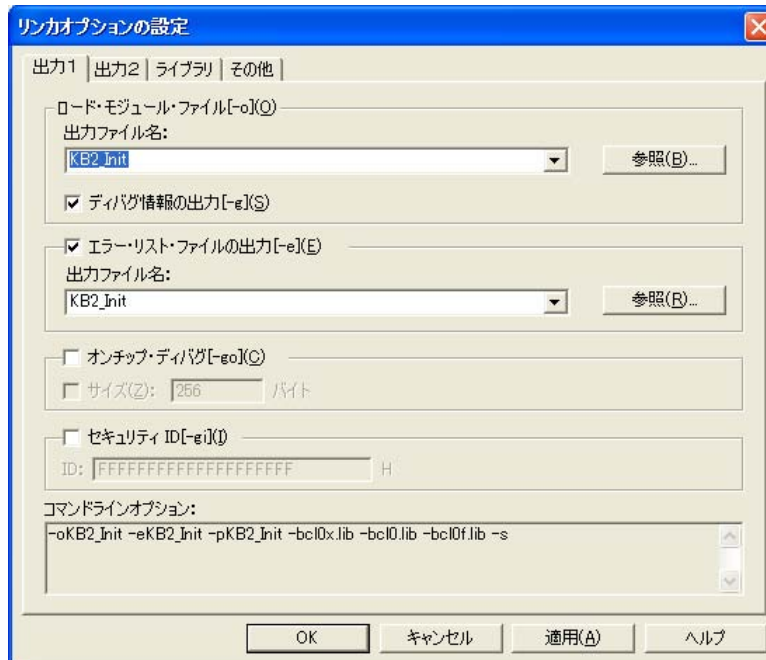 リンカオプションの設定
出力1 出力2 ライブラリ その他
ロード・モジュール・ファイル[-o](O)
出力ファイル名:
KB2_Init 参照(B)...
ディバグ情報の出力[-g](S)
エラー・リスト・ファイルの出力[-e](E)
出力ファイル名:
KB2_Init 参照(R)...
オンチップ・ディバグ[-go](C)
サイズ(Z): 256 バイト
セキュリティ ID[-gi](I)
ID: FFFFFFFFFFFFFFFFFFFF H
コマンドラインオプション:
-oKB2_Init -eKB2_Init -pKB2_Init -bcl0x.lib -bcl0.lib -bcl0f.lib -s
OK キャンセル 適用(A) ヘルプ